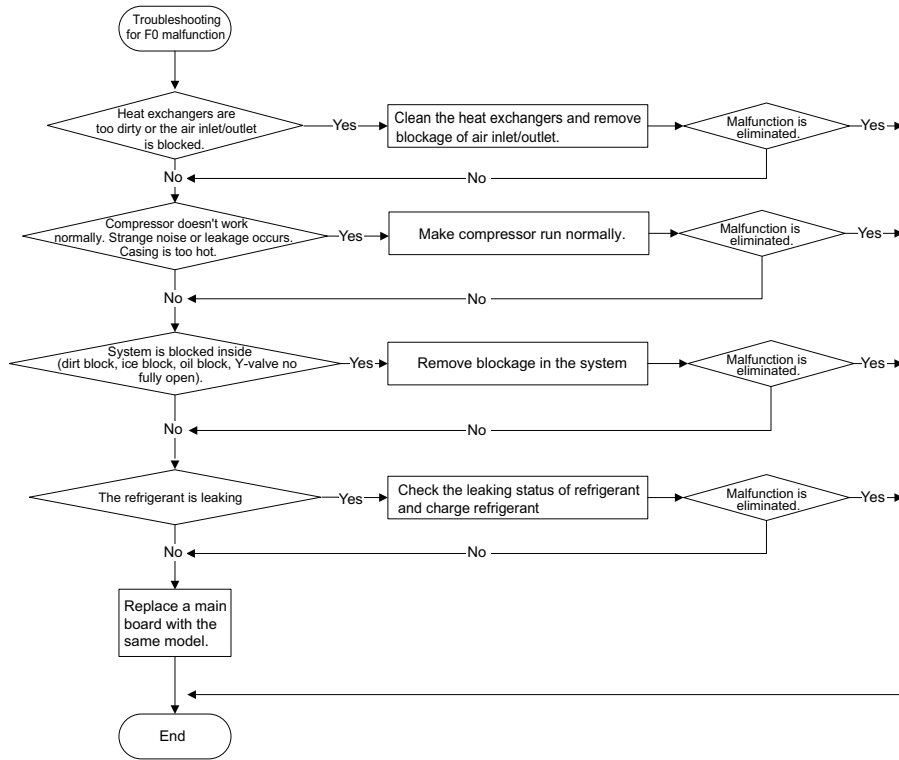 Troubleshooting
for F0 malfunction
Heat exchangers are
too dirty or the air inlet/outlet
is blocked.
Yes
Clean the heat exchangers and remove
blockage of air inlet/outlet.
Malfunction is
eliminated.
Yes
No
No
Compressor doesn't work
normally. Strange noise or leakage occurs.
Casing is too hot.
Yes
Make compressor run normally.
Malfunction is
eliminated.
Yes
No
No
System is blocked inside
(dirt block, ice block, oil block, Y-valve no
fully open).
Yes
Remove blockage in the system
Malfunction is
eliminated.
Yes
No
No
The refrigerant is leaking
Yes
Check the leaking status of refrigerant
and charge refrigerant
Malfunction is
eliminated.
Yes
No
No
Replace a main
board with the
same model.
End